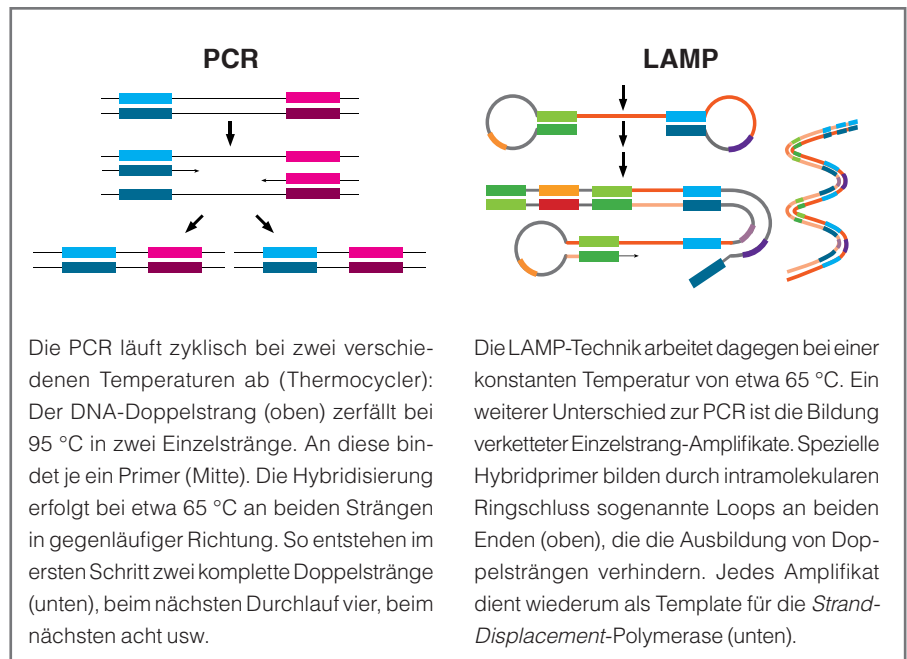 PCR
Die PCR läuft zyklisch bei zwei verschie-
denen Temperaturen ab (Thermocycler):
Der DNA-Doppelstrang (oben) zerfällt bei
95 °C in zwei Einzelstränge. An diese bin-
det je ein Primer (Mitte). Die Hybridisierung
erfolgt bei etwa 65 °C an beiden Strängen
in gegenläufiger Richtung. So entstehen im
ersten Schritt zwei komplette Doppelstränge
(unten), beim nächsten Durchlauf vier, beim
nächsten acht usw.
LAMP
Die LAMP-Technik arbeitet dagegen bei einer
konstanten Temperatur von etwa 65 °C. Ein
weiterer Unterschied zur PCR ist die Bildung
verketteter Einzelstrang-Amplifikate. Spezielle
Hybridprimer bilden durch intramolekularen
Ringschluss sogenannte Loops an beiden
Enden (oben), die die Ausbildung von Dop-
pelsträngen verhindern. Jedes Amplifikat
dient wiederum als Template für die Strand-
Displacement-Polymerase (unten).